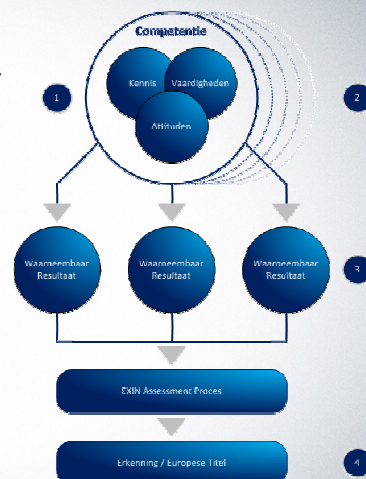 Competentie
Kennis
Vaardigheden
Attituden
1
2
Waarneembaar
Resultaat
Waarneembaar
Resultaat
Waarneembaar
Resultaat
3
EXIN Assessment Proces
Erkenning / Europese Titel
4